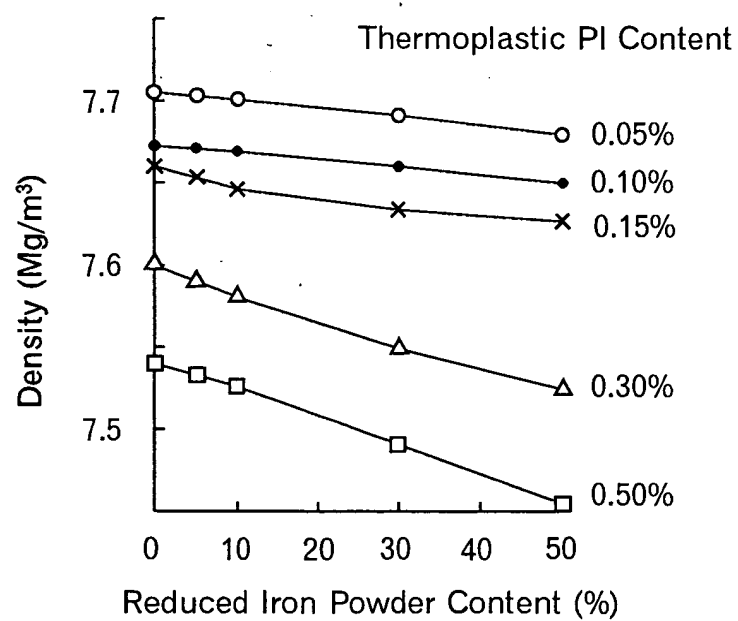 Thermoplastic PI Content
7.7
0.05%
0.10%
0.15%
Density (Mg/m³)
7.6
0.30%
7.5
0.50%
0 10 20 30 40 50
Reduced Iron Powder Content (%)